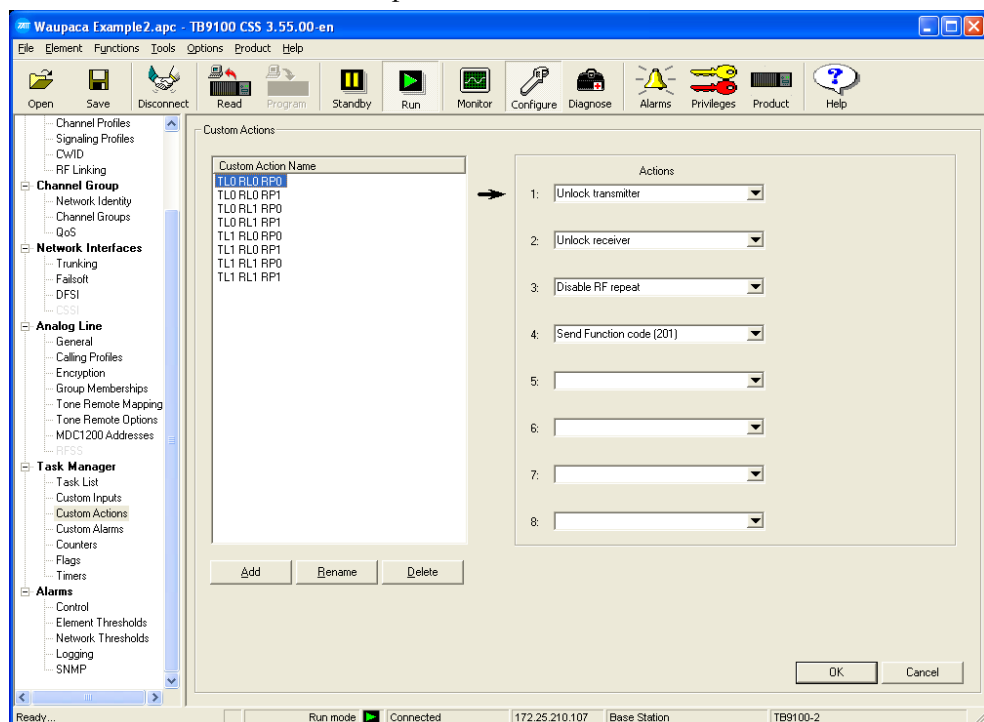 Waupaca Example2.apc - TB9100 CSS 3.55.00-en
File Element Functions Tools Options Product Help
Open Save Disconnect Read Program Standby Run Monitor Configure Diagnose Alarms Privileges Product Help
Channel Profiles
Signaling Profiles
CWID
RF Linking
Channel Group
Network Identity
Channel Groups
QoS
Network Interfaces
Trunking
Failsoft
DFSI
CSSI
Analog Line
General
Calling Profiles
Encryption
Group Memberships
Tone Remote Mapping
Tone Remote Options
MDC1200 Addresses
RFSS
Task Manager
Task List
Custom Inputs
Custom Actions
Custom Alarms
Counters
Flags
Timers
Alarms
Control
Element Thresholds
Network Thresholds
Logging
SNMP
Custom Actions
Custom Action Name
TL0 RL0 RP0
TL0 RL0 RP1
TL0 RL1 RP0
TL0 RL1 RP1
TL1 RL0 RP0
TL1 RL0 RP1
TL1 RL1 RP0
TL1 RL1 RP1
Add Rename Delete
Actions
1: Unlock transmitter
2: Unlock receiver
3: Disable RF repeat
4: Send Function code (201)
5:
6:
7:
8:
OK Cancel
Ready... Run mode Connected 172.25.210.107 Base Station TB9100-2